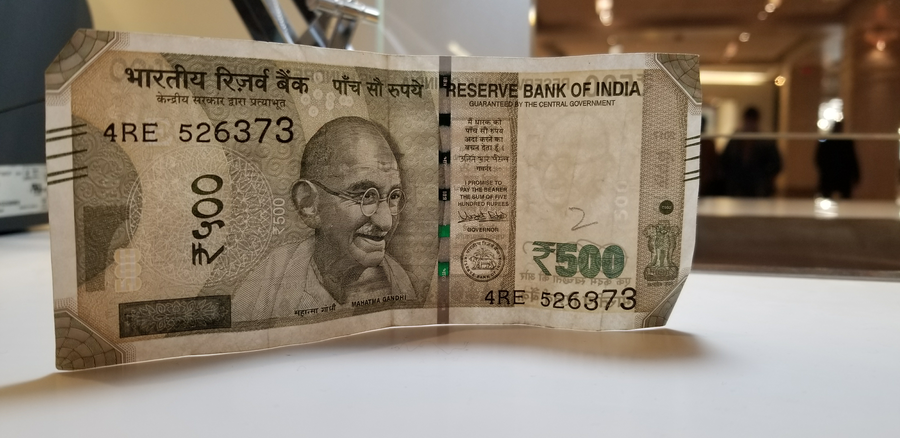 भारतीय रिज़र्व बैंक
केन्द्रीय सरकार द्वारा प्रत्याभूत
पाँच सौ रुपये
4RE 526373
₹५००
₹500
महात्मा गांधी
MAHATMA GANDHI
RESERVE BANK OF INDIA
GUARANTEED BY THE CENTRAL GOVERNMENT
मैं धारक को
पाँच सौ रुपये
अदा करने का
वचन देता हूँ ।
I PROMISE TO
PAY THE BEARER
THE SUM OF FIVE
HUNDRED RUPEES
GOVERNOR
2
₹500
4RE 526373